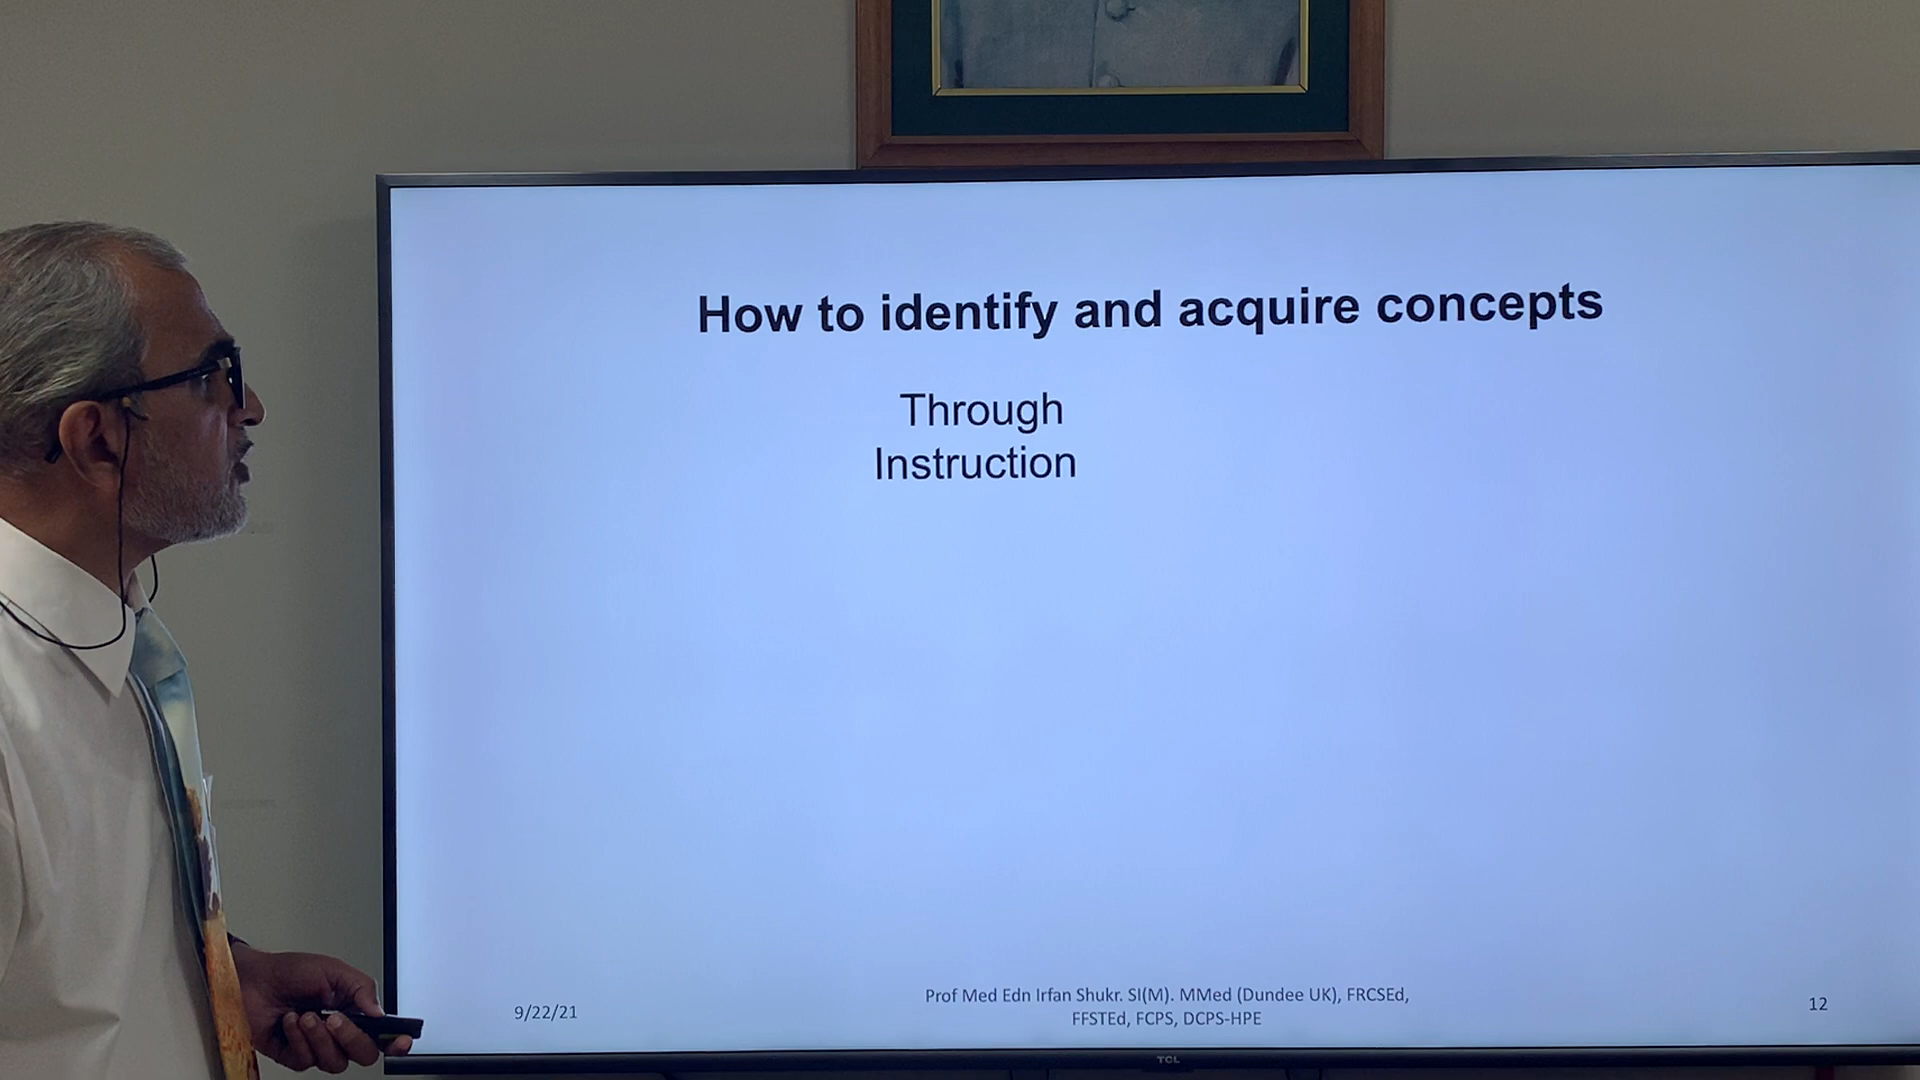 How to identify and acquire concepts
Through
Instruction
9/22/21
Prof Med Edn Irfan Shukr. SI(M). MMed (Dundee UK), FRCSEd,
FFSTEd, FCPS, DCPS-HPE
12
TCL